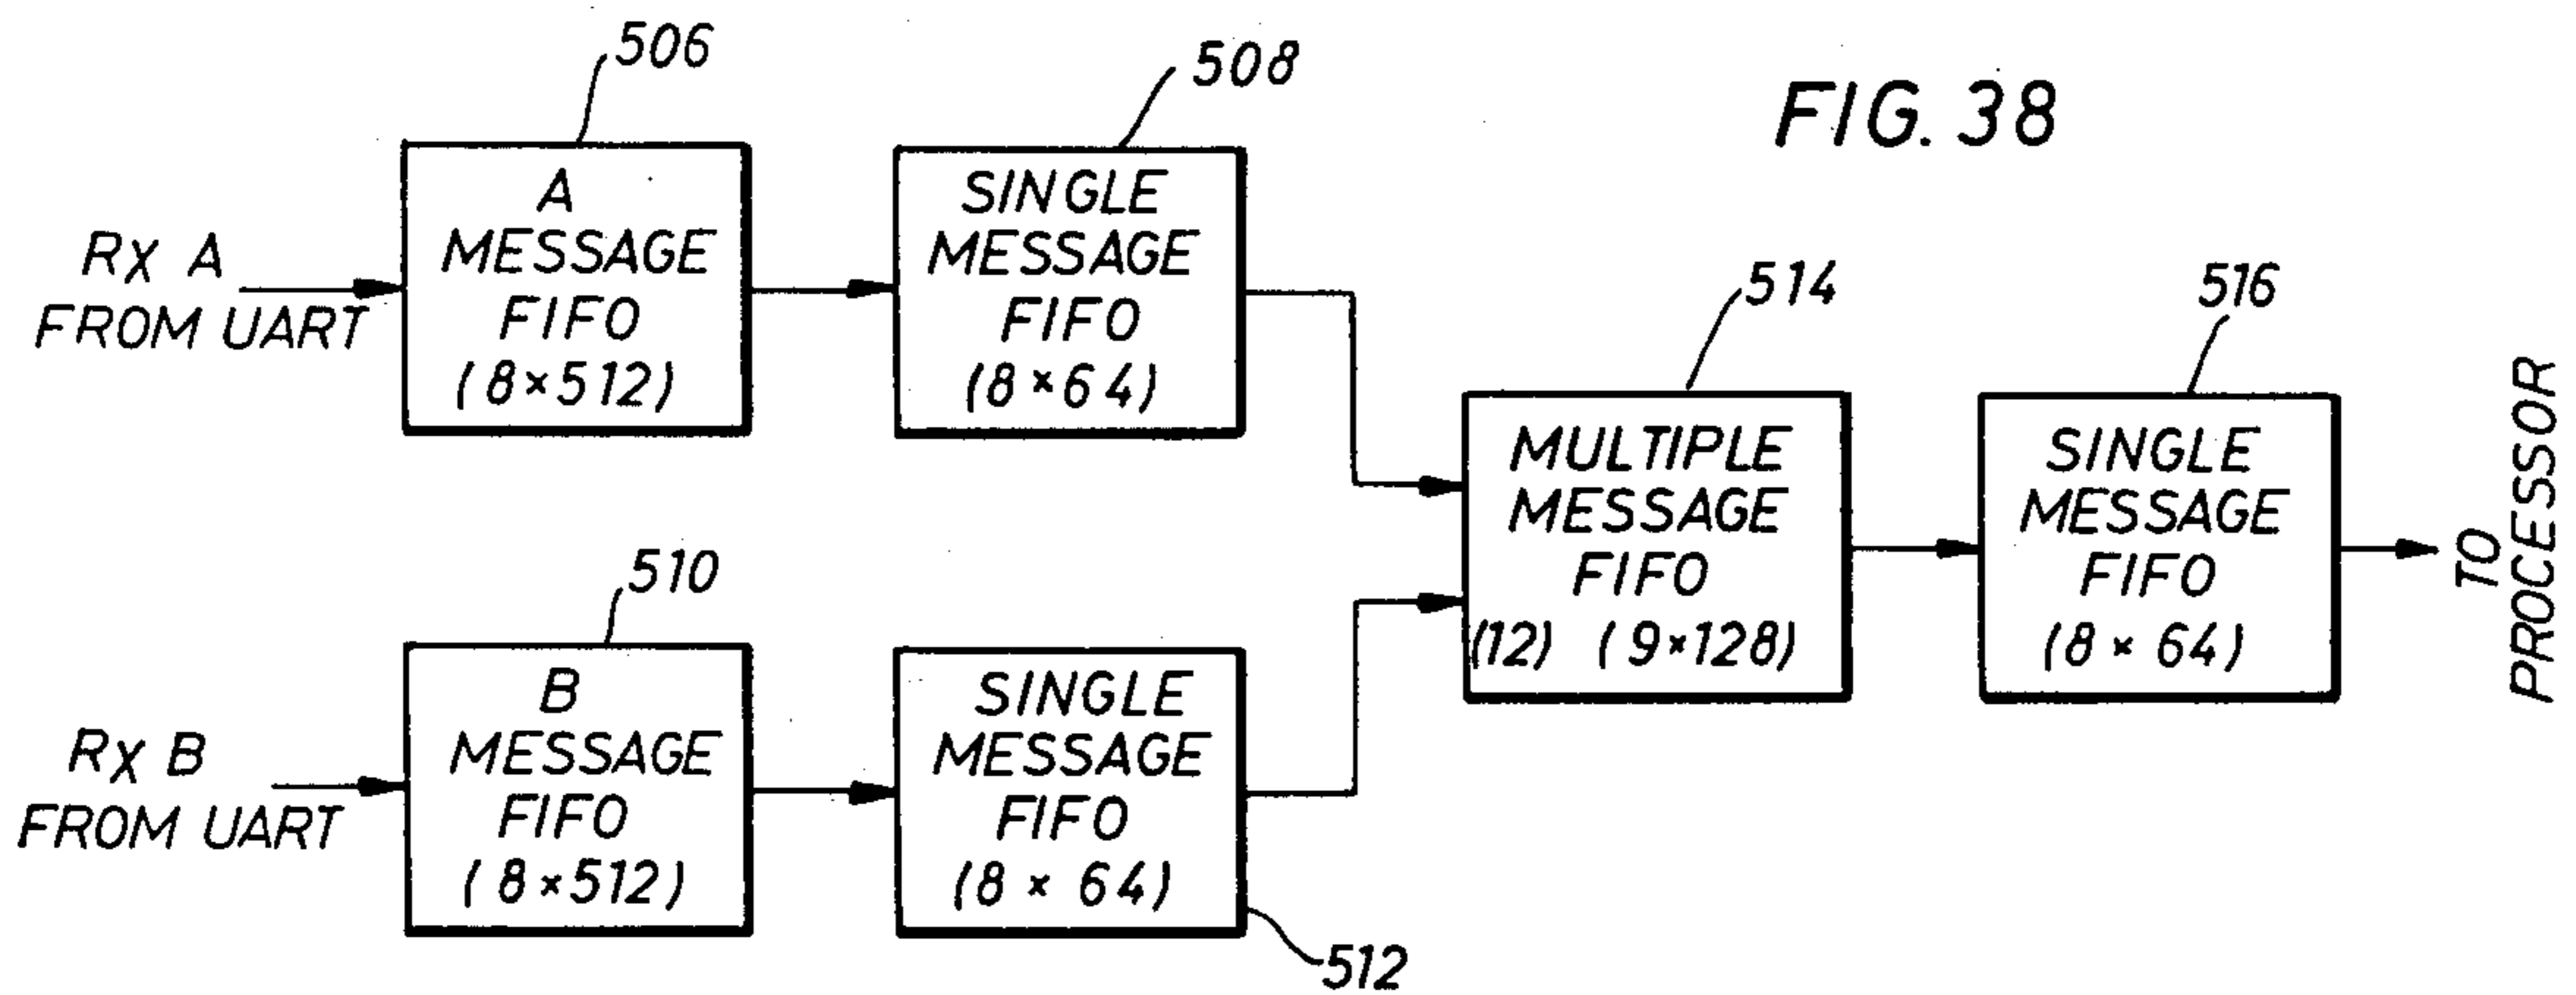 FIG. 38
506
508
RX A
FROM UART
A
MESSAGE
FIFO
(8×512)
SINGLE
MESSAGE
FIFO
(8×64)
514
516
MULTIPLE
MESSAGE
FIFO
(12) (9×128)
SINGLE
MESSAGE
FIFO
(8 × 64)
TO
PROCESSOR
510
RX B
FROM UART
B
MESSAGE
FIFO
(8×512)
SINGLE
MESSAGE
FIFO
(8 × 64)
512